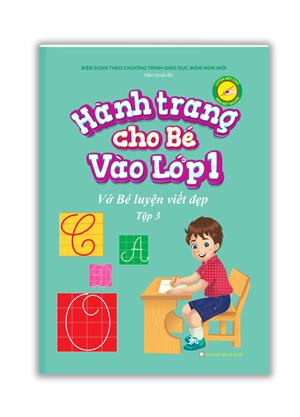 BIÊN SOẠN THEO CHƯƠNG TRÌNH GIÁO DỤC MẦM NON MỚI
Hành trang
cho Bé
Vào Lớp 1
Vở Bé luyện viết đẹp
Tập 3
C
A
Đ
O